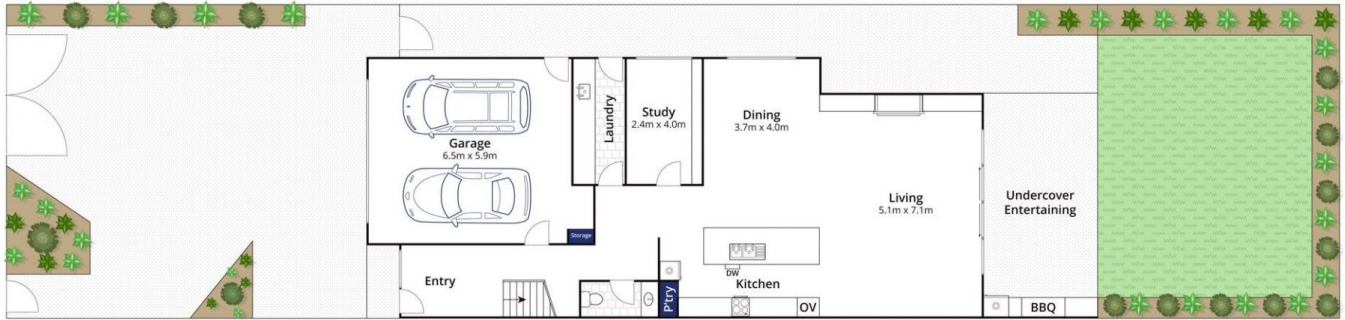 Garage
6.5m x 5.9m
Storage
Laundry
Study
2.4m x 4.0m
Dining
3.7m x 4.0m
Living
5.1m x 7.1m
Undercover
Entertaining
Entry
P'try
DW
Kitchen
OV
BBQ